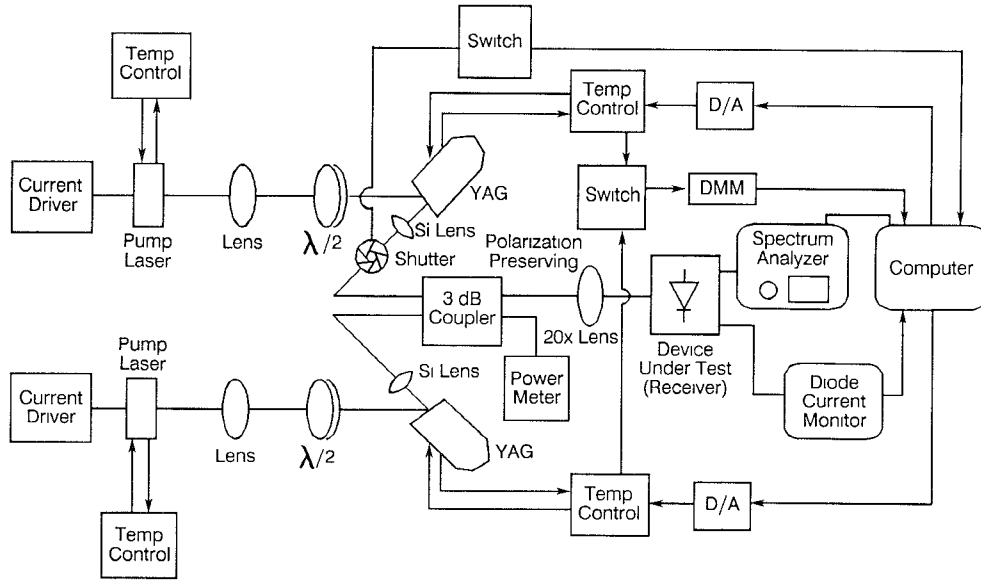 Switch
Temp
Control
Temp
Control
D/A
Current
Driver
YAG
Switch
DMM
Pump
Laser
Lens
λ/2
Si Lens
Shutter
Polarization
Preserving
Spectrum
Analyzer
Computer
3 dB
Coupler
20x Lens
Device
Under Test
(Receiver)
Pump
Laser
Si Lens
Power
Meter
Diode
Current
Monitor
Current
Driver
Lens
λ/2
YAG
Temp
Control
D/A
Temp
Control